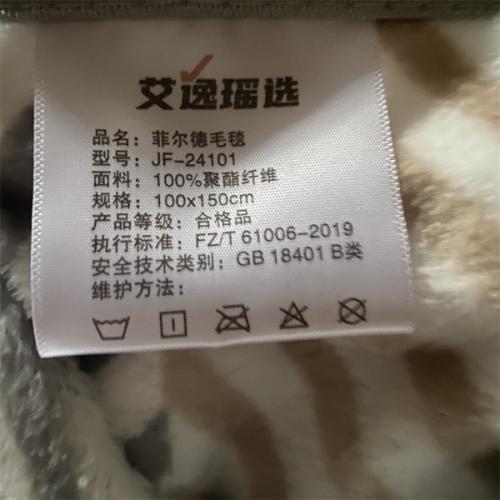 艾逸瑶选
品名：菲尔德毛毯
型号：JF-24101
面料：100%聚酯纤维
规格：100x150cm
产品等级：合格品
执行标准：FZ/T 61006-2019
安全技术类别：GB 18401 B类
维护方法：